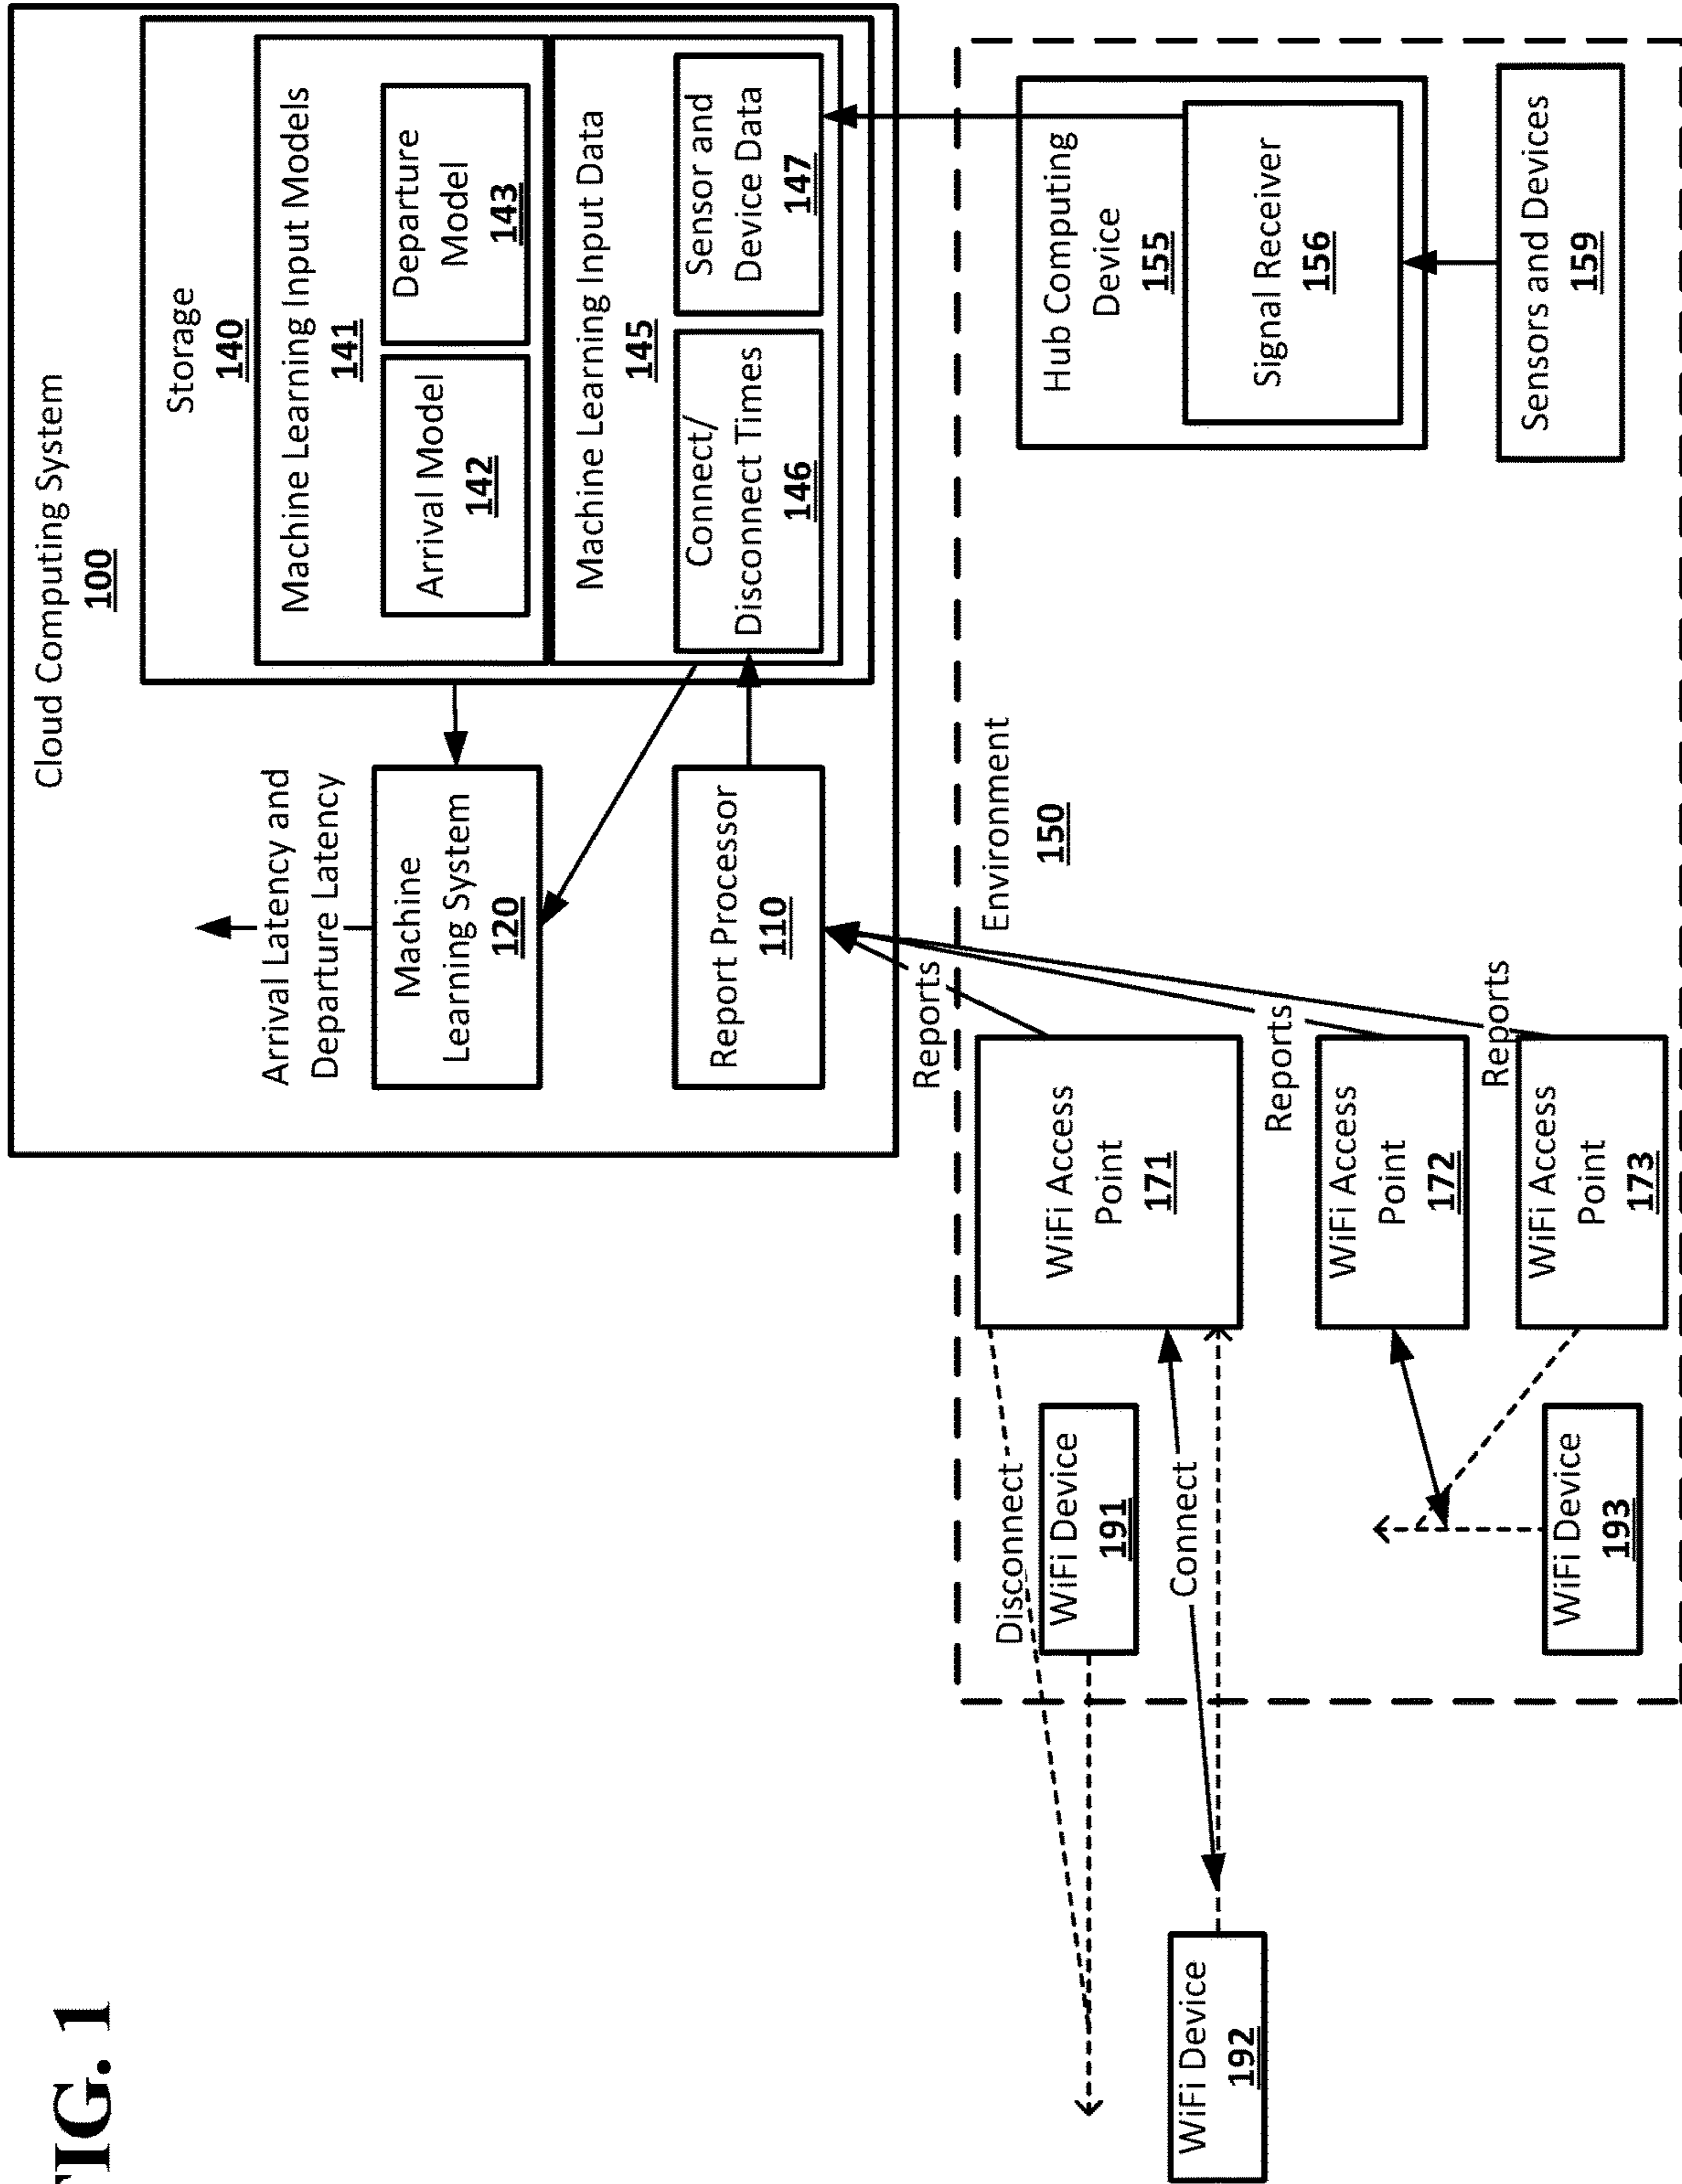 FIG. 1
Cloud Computing System
100
Storage
140
Machine Learning Input Models
141
Arrival Model
142
Departure
Model
143
Machine Learning Input Data
145
Connect/
Disconnect Times
146
Sensor and
Device Data
147
Arrival Latency and
Departure Latency
Machine
Learning System
120
Report Processor
110
Reports
Reports
Reports
Environment
150
Hub Computing
Device
155
Signal Receiver
156
Sensors and Devices
159
WiFi Access
Point
171
WiFi Access
Point
172
WiFi Access
Point
173
Disconnect
WiFi Device
191
Connect
WiFi Device
193
WiFi Device
192